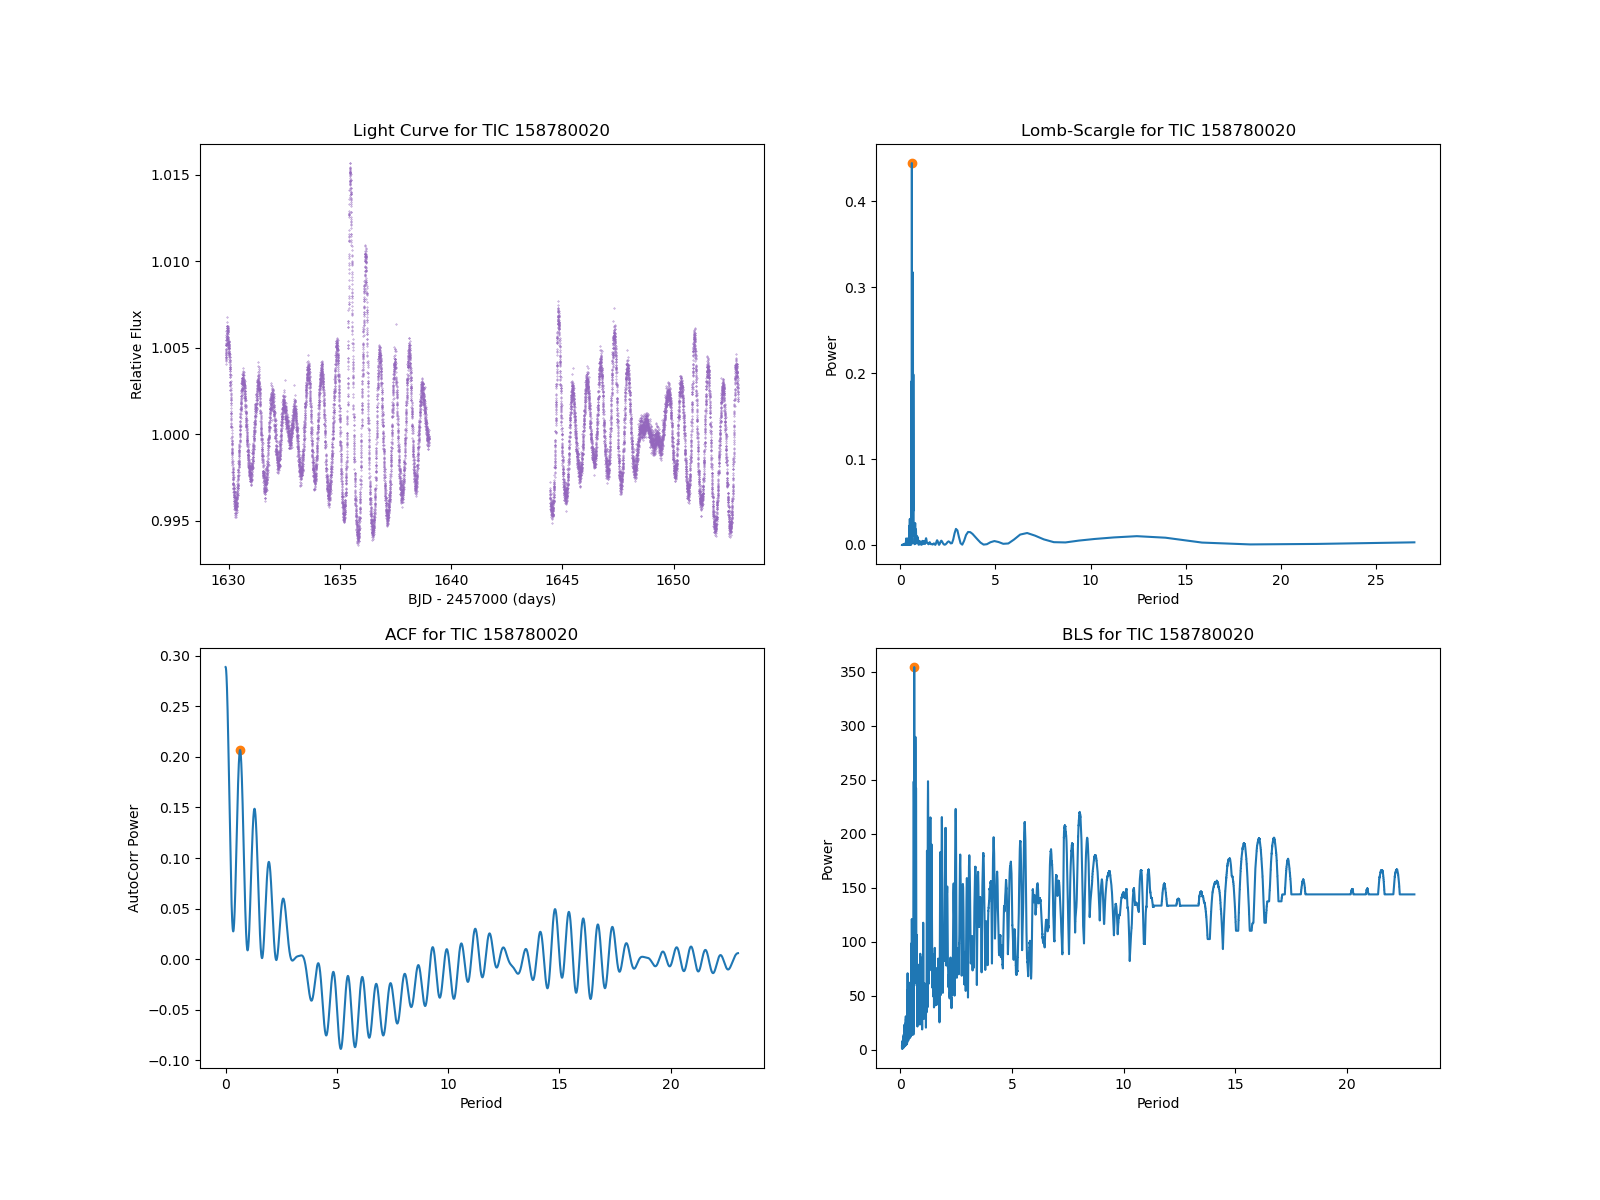 Light Curve for TIC 158780020
1.015
1.010
1.005
1.000
0.995
Relative Flux
1630 1635 1640 1645 1650
BJD - 2457000 (days)
Lomb-Scargle for TIC 158780020
0.4
0.3
0.2
0.1
0.0
Power
0 5 10 15 20 25
Period
ACF for TIC 158780020
0.30
0.25
0.20
0.15
0.10
0.05
0.00
−0.05
−0.10
AutoCorr Power
0 5 10 15 20
Period
BLS for TIC 158780020
350
300
250
200
150
100
50
0
Power
0 5 10 15 20
Period